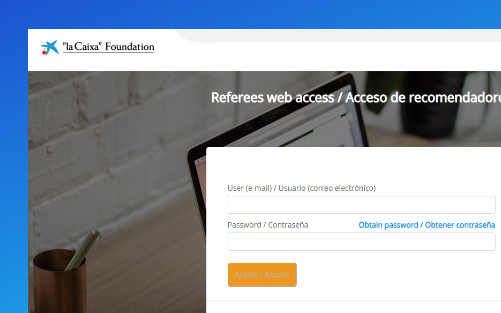 "la Caixa" Foundation
Referees web access / Acceso de recomendadore
User (e-mail) / Usuario (correo electrónico)
Password / Contraseña Obtain password / Obtener contraseña
Access / Acceso